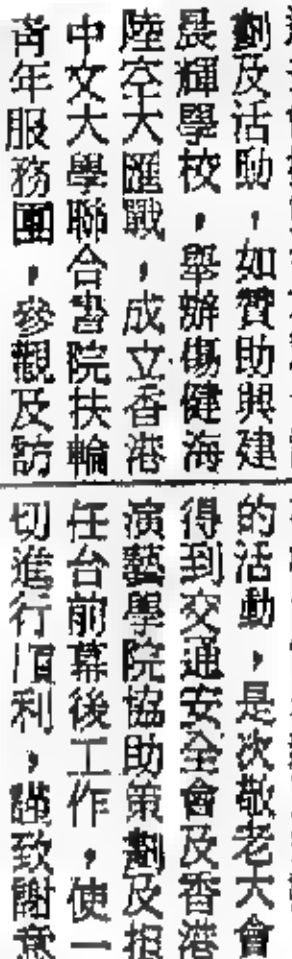 劃及活動，如贊助興建
晨輝學校，舉辦傷健海
陸空大匯戰，成立香港
中文大學聯合書院扶輪
青年服務團，參觀及訪
的活動，是次敬老大會
得到交通安全會及香港
演藝學院協助策劃及担
任台前幕後工作，使一
切進行順利，謹致謝意